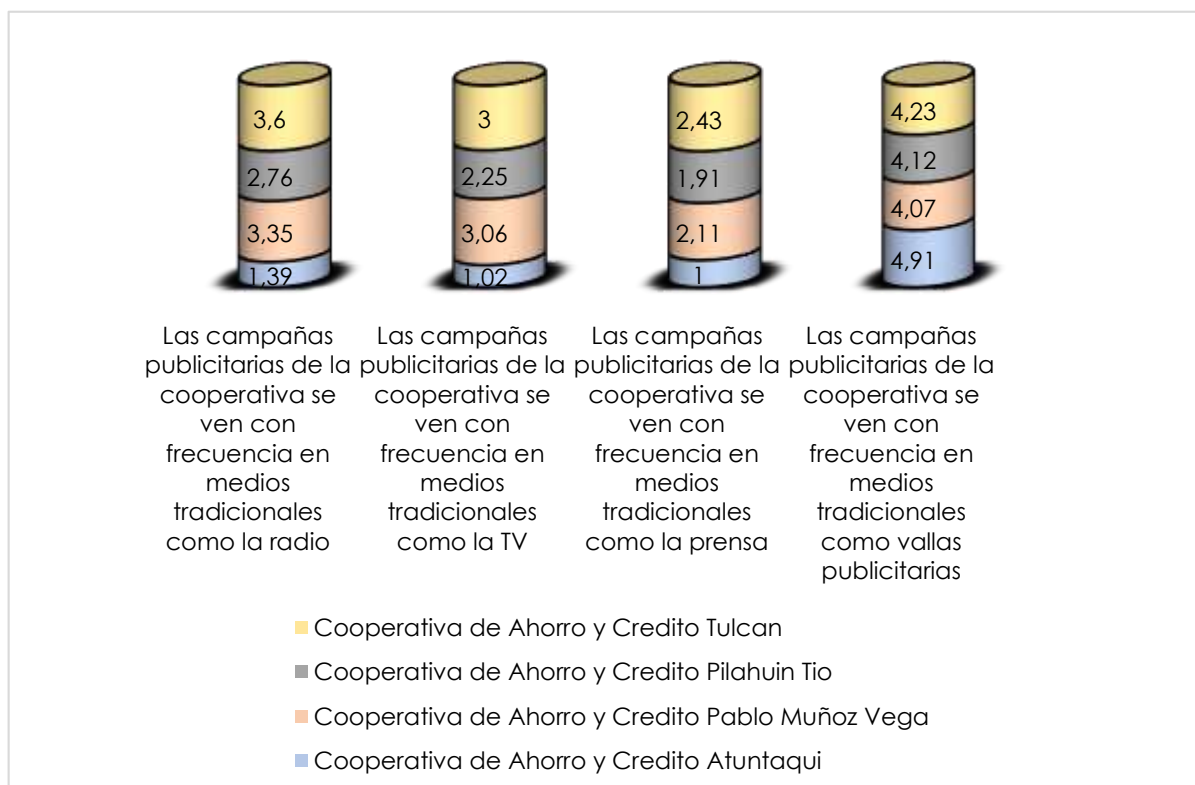 3,6
2,76
3,35
1,39
3
2,25
3,06
1,02
2,43
1,91
2,11
1
4,23
4,12
4,07
4,91
Las campañas
publicitarias de la
cooperativa se
ven con
frecuencia en
medios
tradicionales
como la radio
Las campañas
publicitarias de la
cooperativa se
ven con
frecuencia en
medios
tradicionales
como la TV
Las campañas
publicitarias de la
cooperativa se
ven con
frecuencia en
medios
tradicionales
como la prensa
Las campañas
publicitarias de la
cooperativa se
ven con
frecuencia en
medios
tradicionales
como vallas
publicitarias
Cooperativa de Ahorro y Credito Tulcan
Cooperativa de Ahorro y Credito Pilahuin Tio
Cooperativa de Ahorro y Credito Pablo Muñoz Vega
Cooperativa de Ahorro y Credito Atuntaqui